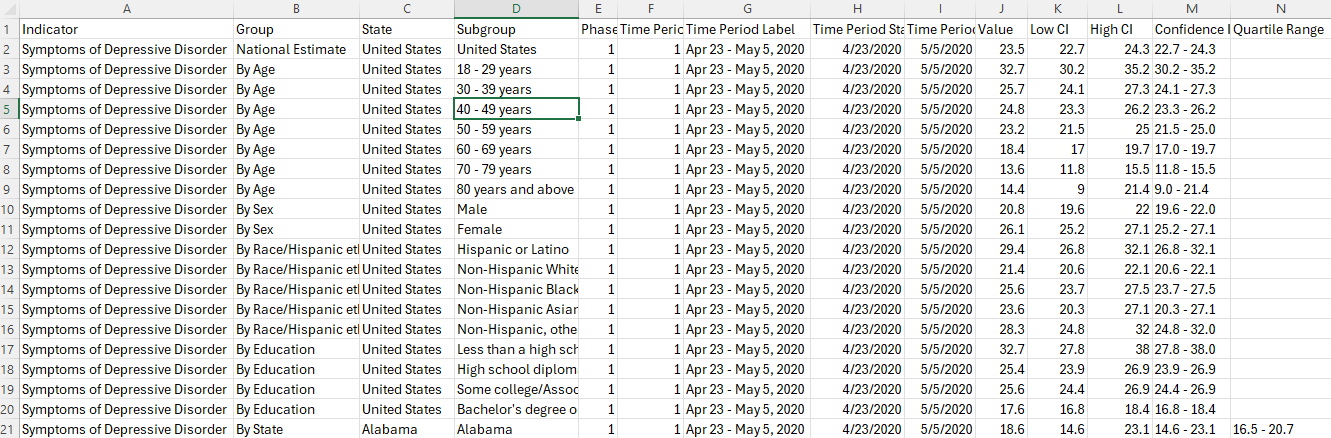 A B C D E F G H I J K L M N
1 Indicator Group State Subgroup Phase Time Peric Time Period Label Time Period Sta Time Period Value Low CI High CI Confidence I Quartile Range
2 Symptoms of Depressive Disorder National Estimate United States United States 1 1 Apr 23 - May 5, 2020 4/23/2020 5/5/2020 23.5 22.7 24.3 22.7 - 24.3
3 Symptoms of Depressive Disorder By Age United States 18 - 29 years 1 1 Apr 23 - May 5, 2020 4/23/2020 5/5/2020 32.7 30.2 35.2 30.2 - 35.2
4 Symptoms of Depressive Disorder By Age United States 30 - 39 years 1 1 Apr 23 - May 5, 2020 4/23/2020 5/5/2020 25.7 24.1 27.3 24.1 - 27.3
5 Symptoms of Depressive Disorder By Age United States 40 - 49 years 1 1 Apr 23 - May 5, 2020 4/23/2020 5/5/2020 24.8 23.3 26.2 23.3 - 26.2
6 Symptoms of Depressive Disorder By Age United States 50 - 59 years 1 1 Apr 23 - May 5, 2020 4/23/2020 5/5/2020 23.2 21.5 25 21.5 - 25.0
7 Symptoms of Depressive Disorder By Age United States 60 - 69 years 1 1 Apr 23 - May 5, 2020 4/23/2020 5/5/2020 18.4 17 19.7 17.0 - 19.7
8 Symptoms of Depressive Disorder By Age United States 70 - 79 years 1 1 Apr 23 - May 5, 2020 4/23/2020 5/5/2020 13.6 11.8 15.5 11.8 - 15.5
9 Symptoms of Depressive Disorder By Age United States 80 years and above 1 1 Apr 23 - May 5, 2020 4/23/2020 5/5/2020 14.4 9 21.4 9.0 - 21.4
10 Symptoms of Depressive Disorder By Sex United States Male 1 1 Apr 23 - May 5, 2020 4/23/2020 5/5/2020 20.8 19.6 22 19.6 - 22.0
11 Symptoms of Depressive Disorder By Sex United States Female 1 1 Apr 23 - May 5, 2020 4/23/2020 5/5/2020 26.1 25.2 27.1 25.2 - 27.1
12 Symptoms of Depressive Disorder By Race/Hispanic etl United States Hispanic or Latino 1 1 Apr 23 - May 5, 2020 4/23/2020 5/5/2020 29.4 26.8 32.1 26.8 - 32.1
13 Symptoms of Depressive Disorder By Race/Hispanic etl United States Non-Hispanic White 1 1 Apr 23 - May 5, 2020 4/23/2020 5/5/2020 21.4 20.6 22.1 20.6 - 22.1
14 Symptoms of Depressive Disorder By Race/Hispanic etl United States Non-Hispanic Black 1 1 Apr 23 - May 5, 2020 4/23/2020 5/5/2020 25.6 23.7 27.5 23.7 - 27.5
15 Symptoms of Depressive Disorder By Race/Hispanic etl United States Non-Hispanic Asian 1 1 Apr 23 - May 5, 2020 4/23/2020 5/5/2020 23.6 20.3 27.1 20.3 - 27.1
16 Symptoms of Depressive Disorder By Race/Hispanic etl United States Non-Hispanic, othe 1 1 Apr 23 - May 5, 2020 4/23/2020 5/5/2020 28.3 24.8 32 24.8 - 32.0
17 Symptoms of Depressive Disorder By Education United States Less than a high sch 1 1 Apr 23 - May 5, 2020 4/23/2020 5/5/2020 32.7 27.8 38 27.8 - 38.0
18 Symptoms of Depressive Disorder By Education United States High school diplom 1 1 Apr 23 - May 5, 2020 4/23/2020 5/5/2020 25.4 23.9 26.9 23.9 - 26.9
19 Symptoms of Depressive Disorder By Education United States Some college/Assoc 1 1 Apr 23 - May 5, 2020 4/23/2020 5/5/2020 25.6 24.4 26.9 24.4 - 26.9
20 Symptoms of Depressive Disorder By Education United States Bachelor's degree o 1 1 Apr 23 - May 5, 2020 4/23/2020 5/5/2020 17.6 16.8 18.4 16.8 - 18.4
21 Symptoms of Depressive Disorder By State Alabama Alabama 1 1 Apr 23 - May 5, 2020 4/23/2020 5/5/2020 18.6 14.6 23.1 14.6 - 23.1 16.5 - 20.7